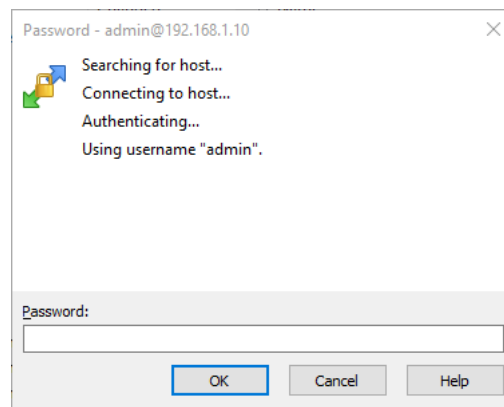 Password - admin@192.168.1.10
Searching for host...
Connecting to host...
Authenticating...
Using username "admin".
Password:
OK Cancel Help